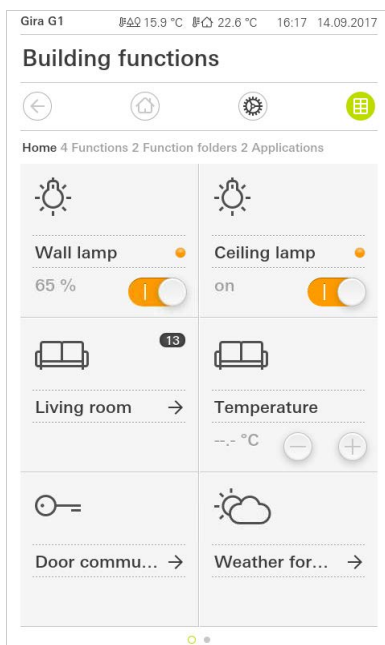 Gira G1 15.9 °C 22.6 °C 16:17 14.09.2017
Building functions
Home 4 Functions 2 Function folders 2 Applications
Wall lamp
Ceiling lamp
65 %
on
13
Living room
Temperature
--.- °C
Door commu...
Weather for...